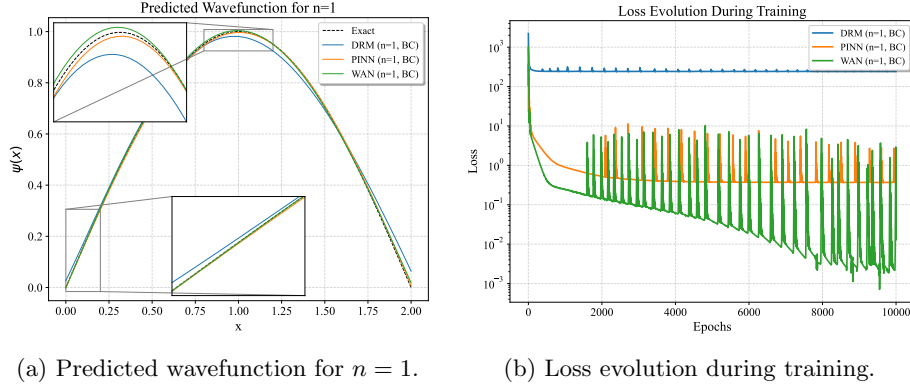 Predicted Wavefunction for n=1
1.0
0.8
0.6
0.4
0.2
0.0
ψ(x)
Exact
DRM (n=1, BC)
PINN (n=1, BC)
WAN (n=1, BC)
0.00 0.25 0.50 0.75 1.00 1.25 1.50 1.75 2.00
x
(a) Predicted wavefunction for n = 1.
Loss Evolution During Training
10³
10²
10¹
10⁰
10⁻¹
10⁻²
10⁻³
Loss
DRM (n=1, BC)
PINN (n=1, BC)
WAN (n=1, BC)
0 2000 4000 6000 8000 10000
Epochs
(b) Loss evolution during training.